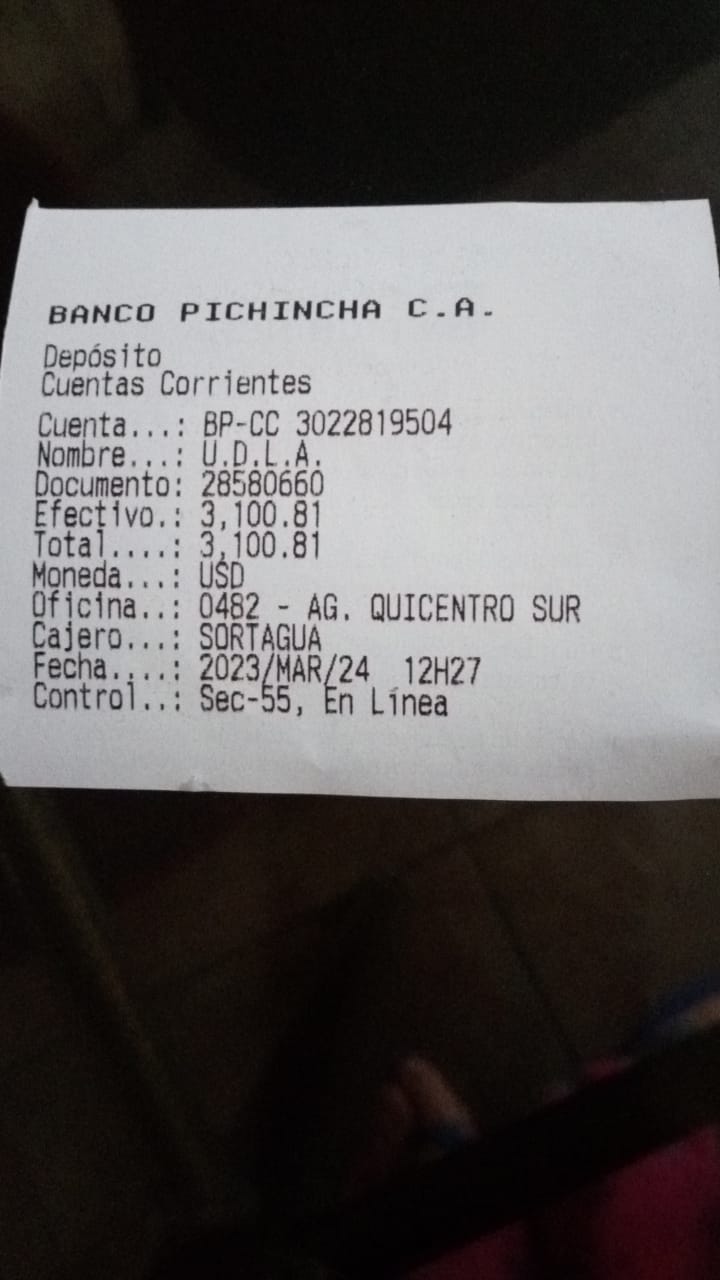 BANCO PICHINCHA C.A.
Depósito
Cuentas Corrientes
Cuenta...: BP-CC 3022819504
Nombre...: U.D.L.A.
Documento: 28580660
Efectivo.: 3,100.81
Total....: 3,100.81
Moneda...: USD
Oficina..: 0482 - AG. QUICENTRO SUR
Cajero...: SORTAGUA
Fecha....: 2023/MAR/24 12H27
Control..: Sec-55, En Línea